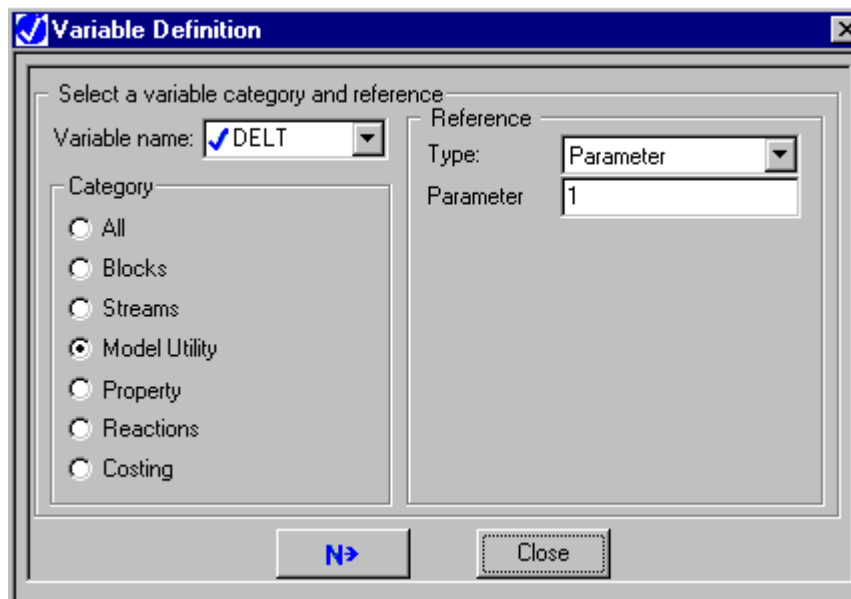 Variable Definition
Select a variable category and reference
Variable name: DELT
Category
All
Blocks
Streams
Model Utility
Property
Reactions
Costing
Reference
Type: Parameter
Parameter 1
N
Close